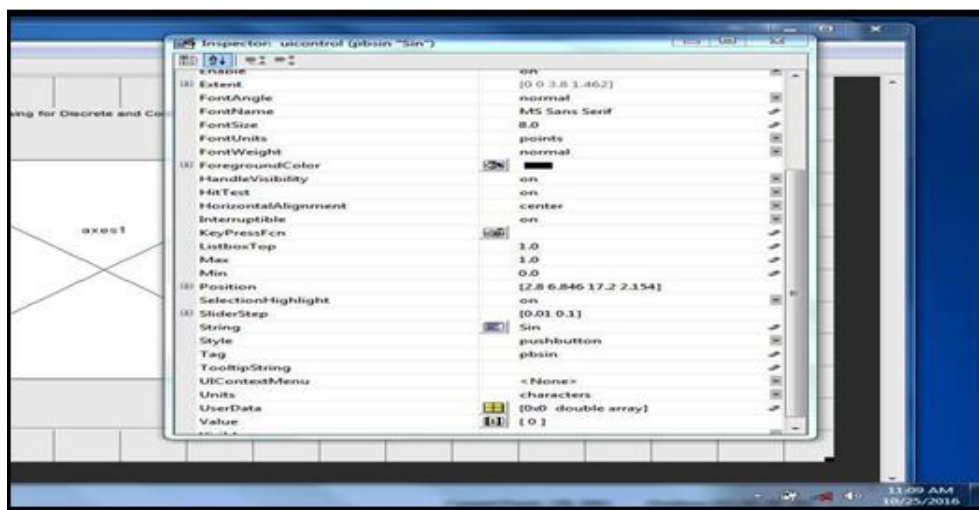 Inspector: uicontrol (pbsin "Sin")
Enable on
Extent [0 0 3.8 1.462]
FontAngle normal
FontName MS Sans Serif
FontSize 8.0
FontUnits points
FontWeight normal
ForegroundColor
HandleVisibility on
HitTest on
HorizontalAlignment center
Interruptible on
KeyPressFcn
ListboxTop 1.0
Max 1.0
Min 0.0
Position [2.8 6.846 17.2 2.154]
SelectionHighlight on
SliderStep [0.01 0.1]
String Sin
Style pushbutton
Tag pbsin
TooltipString
UIContextMenu <None>
Units characters
UserData [0x0 double array]
Value [0]
sing for Discrete and Co
axes1
11:09 AM
10/25/2016